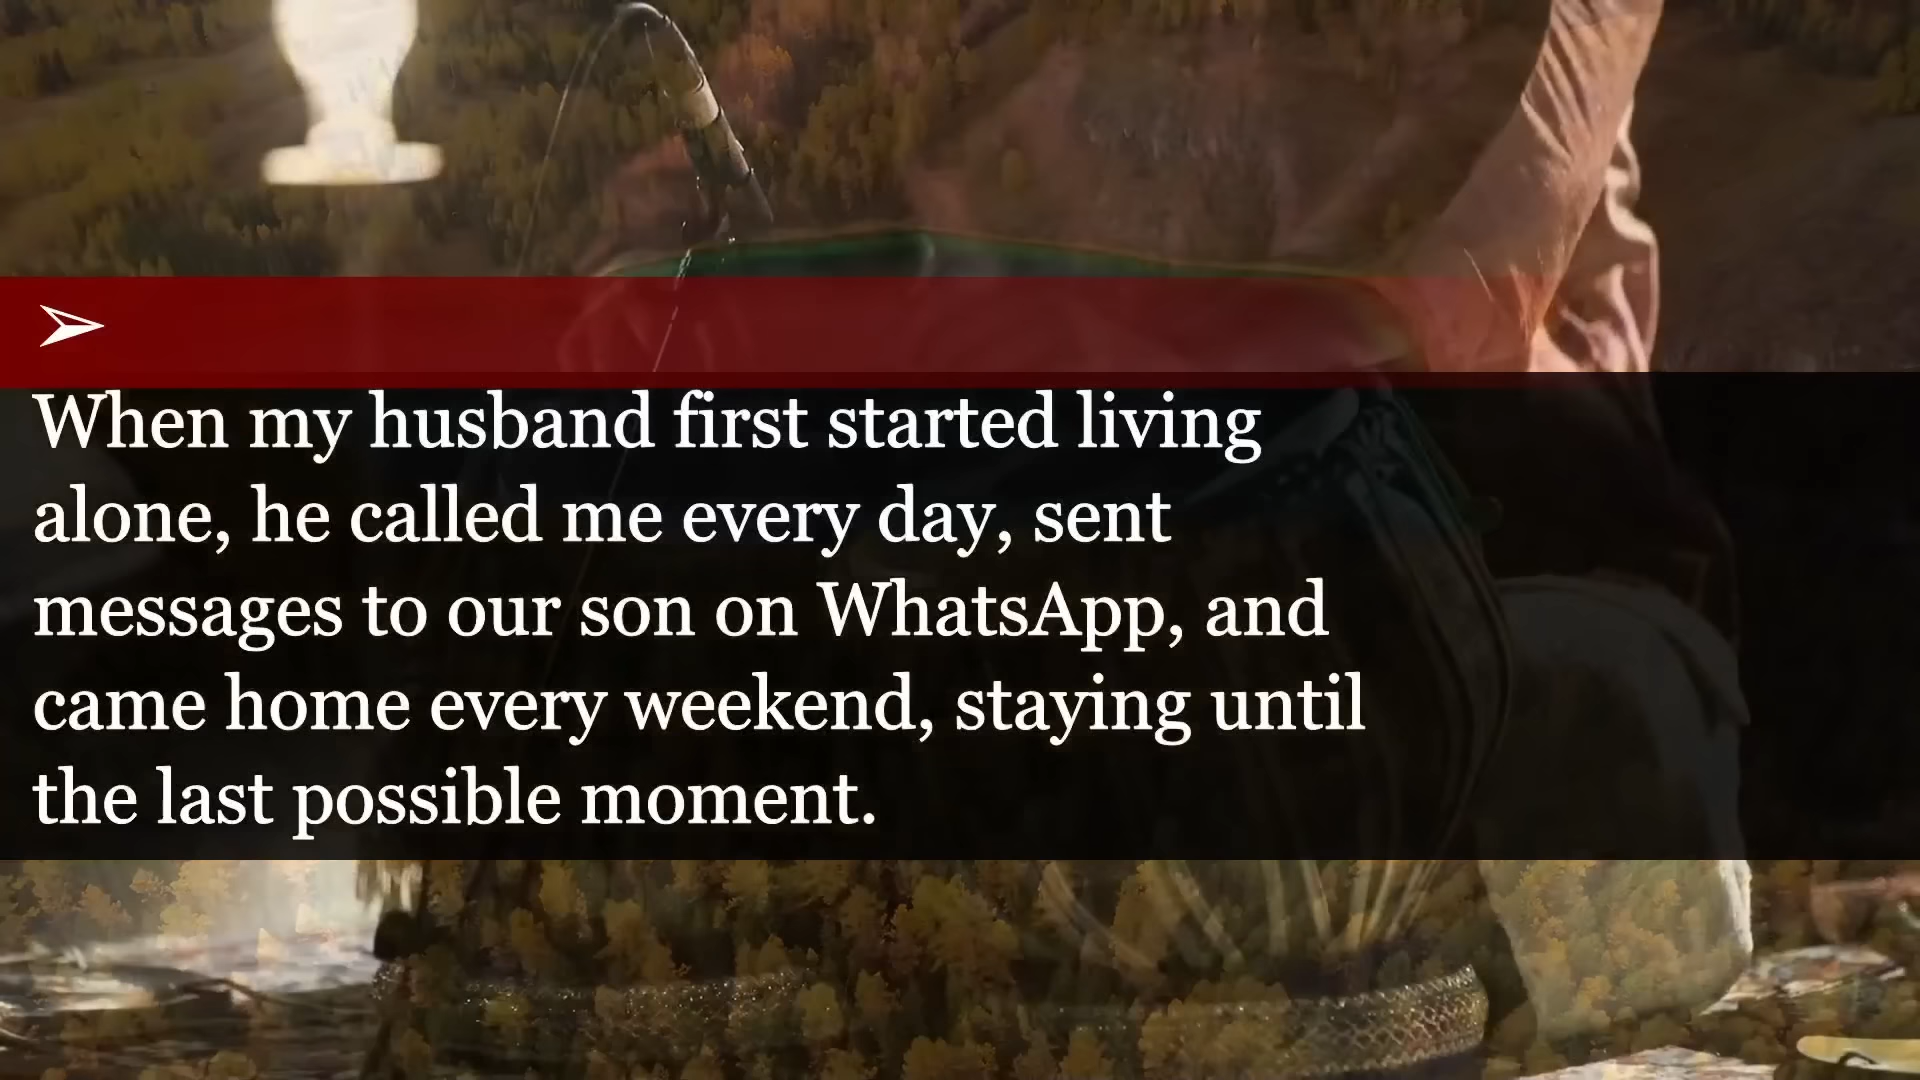 When my husband first started living
alone, he called me every day, sent
messages to our son on WhatsApp, and
came home every weekend, staying until
the last possible moment.